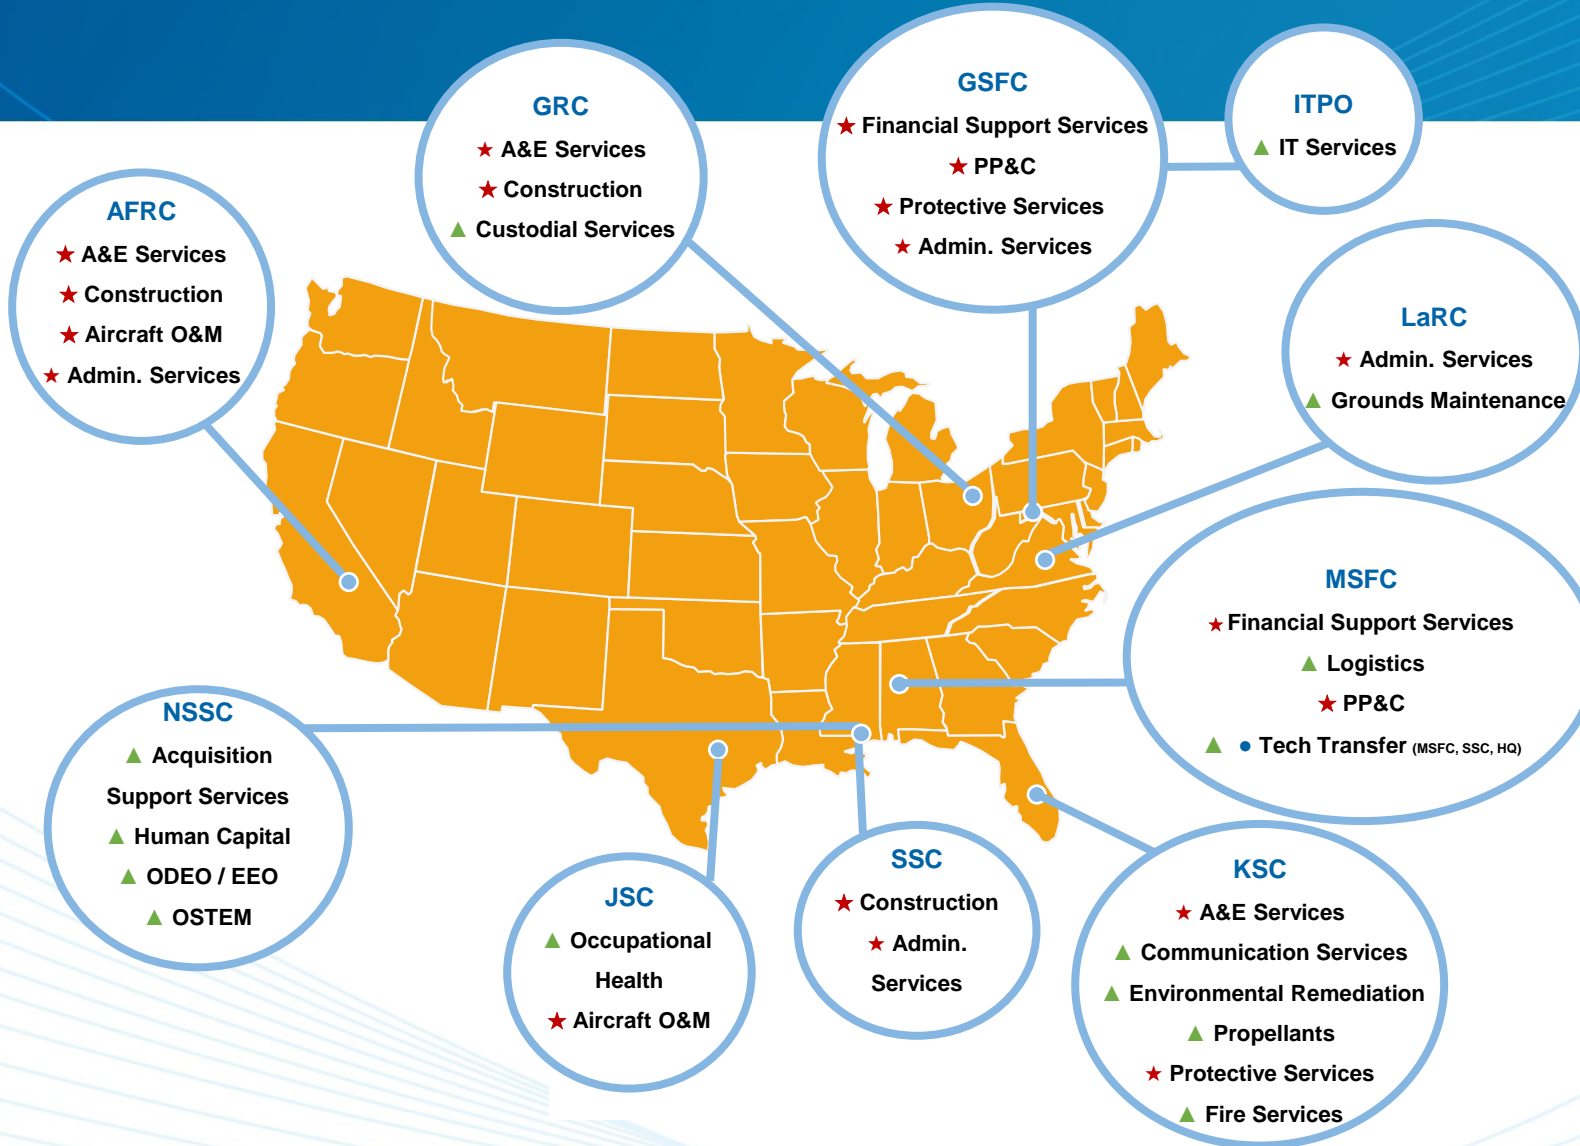 GRC
★ A&E Services
★ Construction
▲ Custodial Services
GSFC
★ Financial Support Services
★ PP&C
★ Protective Services
★ Admin. Services
ITPO
▲ IT Services
AFRC
★ A&E Services
★ Construction
★ Aircraft O&M
★ Admin. Services
LaRC
★ Admin. Services
▲ Grounds Maintenance
MSFC
★ Financial Support Services
▲ Logistics
★ PP&C
▲ ● Tech Transfer (MSFC, SSC, HQ)
NSSC
▲ Acquisition
Support Services
▲ Human Capital
▲ ODEO / EEO
▲ OSTEM
JSC
▲ Occupational
Health
★ Aircraft O&M
SSC
★ Construction
★ Admin.
Services
KSC
★ A&E Services
▲ Communication Services
▲ Environmental Remediation
▲ Propellants
★ Protective Services
▲ Fire Services